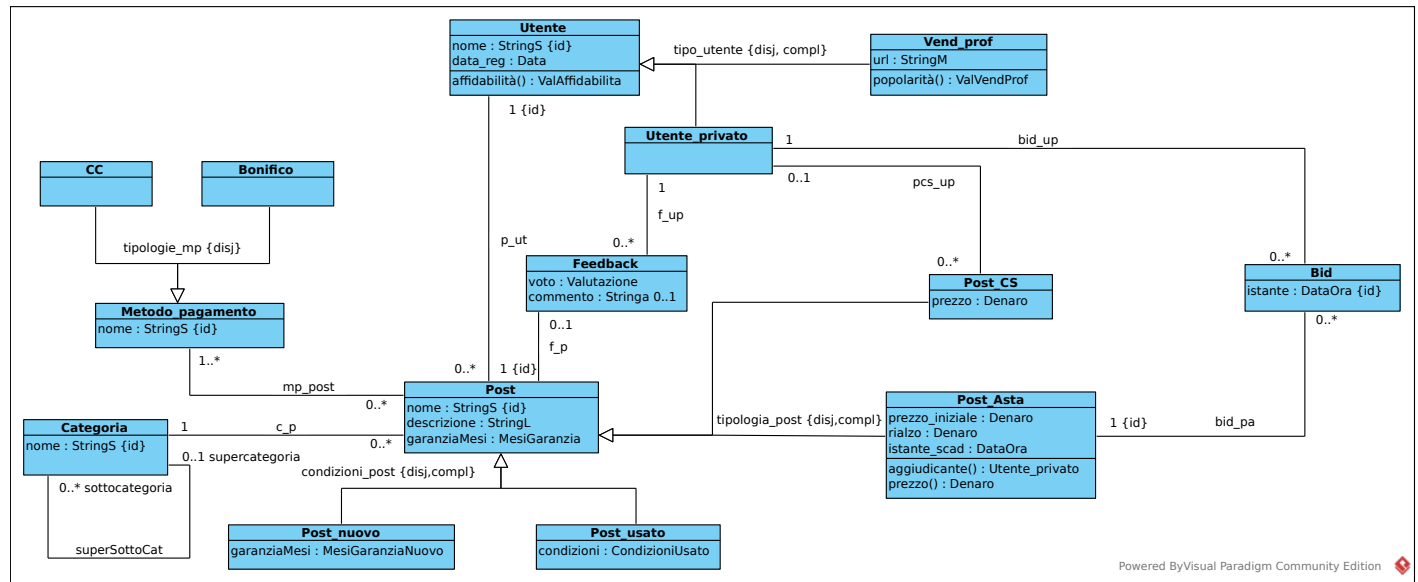 Utente
nome : StringS {id}
data_reg : Data
affidabilità() : ValAffidabilita
tipo_utente {disj, compl}
Vend_prof
url : StringM
popolarità() : ValVendProf
1 {id}
Utente_privato
1
bid_up
0..1
pcs_up
CC
Bonifico
1
f_up
tipologie_mp {disj}
p_ut
0..*
0..*
0..*
Feedback
voto : Valutazione
commento : Stringa 0..1
Post_CS
prezzo : Denaro
Bid
istante : DataOra {id}
Metodo_pagamento
nome : StringS {id}
0..1
0..*
f_p
1..*
0..*
1 {id}
mp_post
0..*
Post
nome : StringS {id}
descrizione : StringL
garanziaMesi : MesiGaranzia
Post_Asta
prezzo_iniziale : Denaro
rialzo : Denaro
istante_scad : DataOra
aggiudicante() : Utente_privato
prezzo() : Denaro
tipologia_post {disj,compl}
1 {id}
bid_pa
Categoria
nome : StringS {id}
1
c_p
0..*
0..1 supercategoria
condizioni_post {disj,compl}
0..* sottocategoria
superSottoCat
Post_nuovo
garanziaMesi : MesiGaranziaNuovo
Post_usato
condizioni : CondizioniUsato
Powered ByVisual Paradigm Community Edition